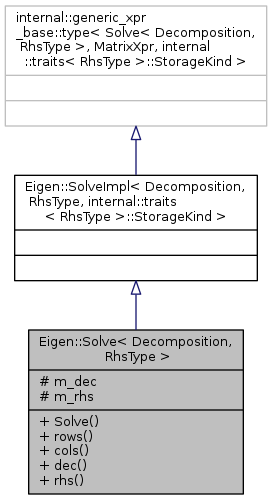 internal::generic_xpr
_base::type< Solve< Decomposition,
RhsType >, MatrixXpr, internal
::traits< RhsType >::StorageKind >
Eigen::SolveImpl< Decomposition,
RhsType, internal::traits
< RhsType >::StorageKind >
Eigen::Solve< Decomposition,
RhsType >
# m_dec
# m_rhs
+ Solve()
+ rows()
+ cols()
+ dec()
+ rhs()